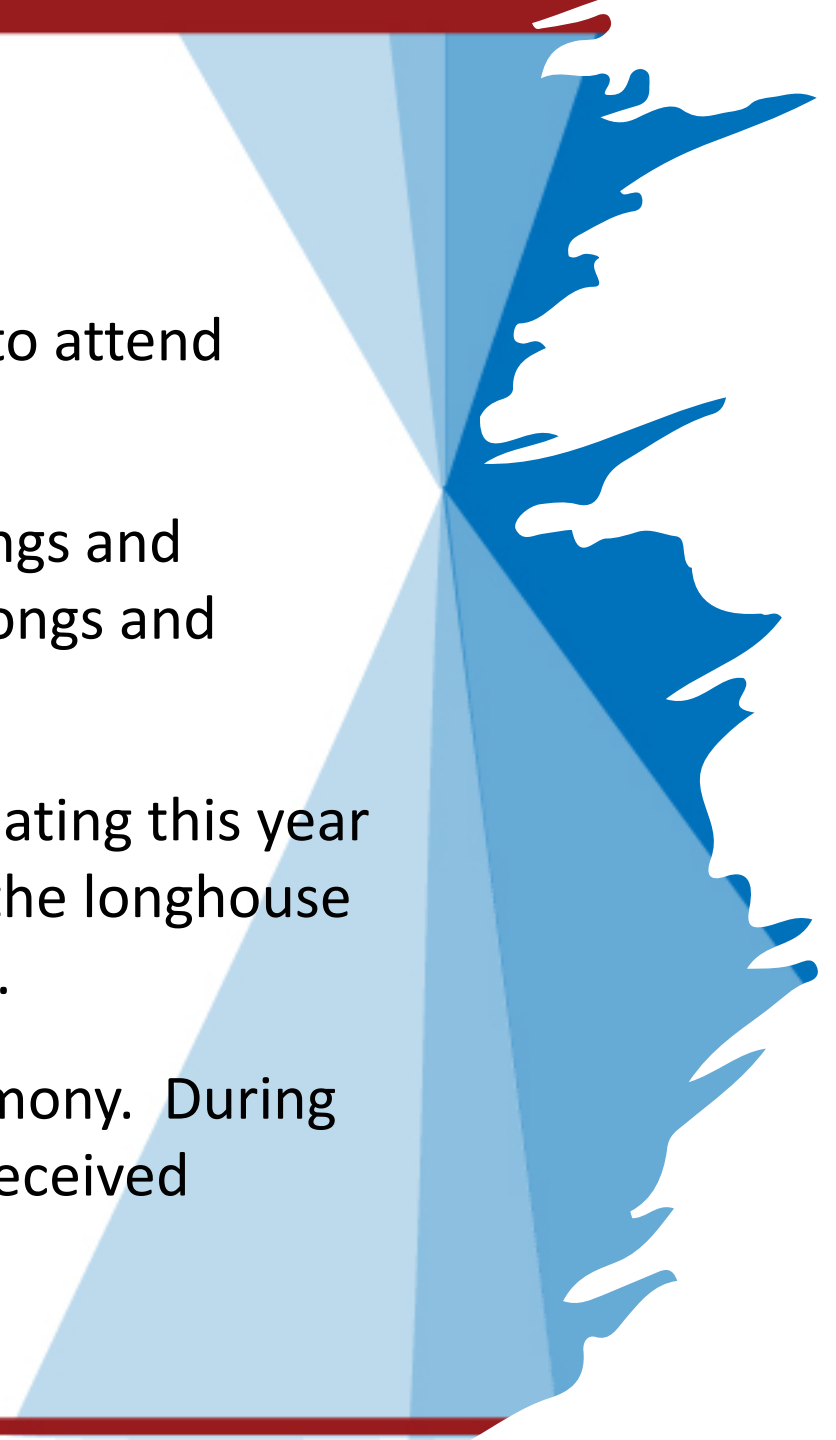 to attend
ngs and
ongs and
ating this year
the longhouse
.
mony.  During
eceived